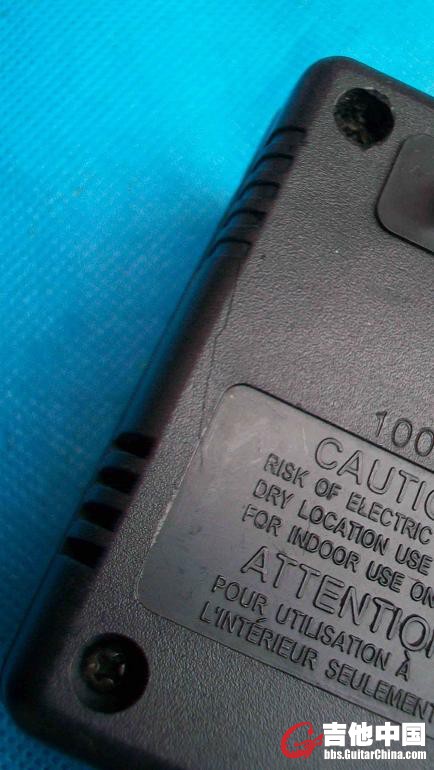 100
CAUTIO
RISK OF ELECTRIC
DRY LOCATION USE
FOR INDOOR USE ON
ATTENTION
POUR UTILISATION À
L'INTÉRIEUR SEULEMENT
吉他中国
bbs.GuitarChina.com